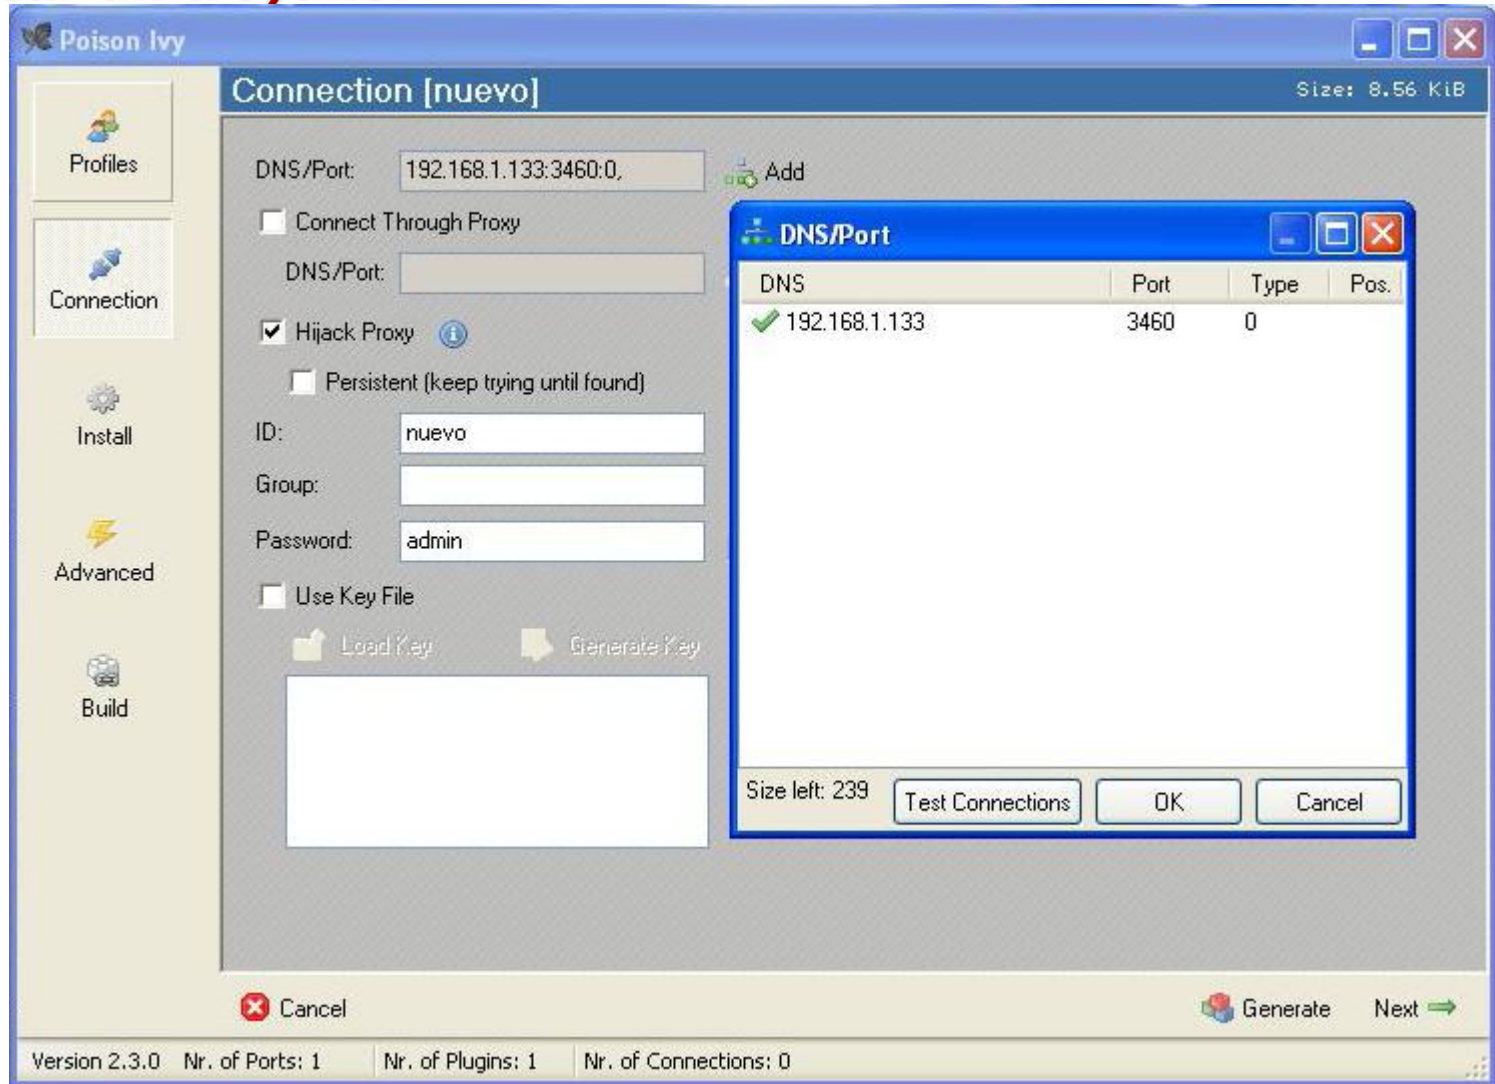 Poison Ivy
Connection [nuevo]
Size: 8.56 KiB
Profiles
Connection
Install
Advanced
Build
DNS/Port: 192.168.1.133:3460:0, Add
Connect Through Proxy
DNS/Port:
Hijack Proxy
Persistent (keep trying until found)
ID: nuevo
Group:
Password: admin
Use Key File
Load Key Generate Key
DNS/Port
DNS Port Type Pos.
192.168.1.133 3460 0
Size left: 239 Test Connections OK Cancel
Cancel Generate Next
Version 2.3.0 Nr. of Ports: 1 Nr. of Plugins: 1 Nr. of Connections: 0